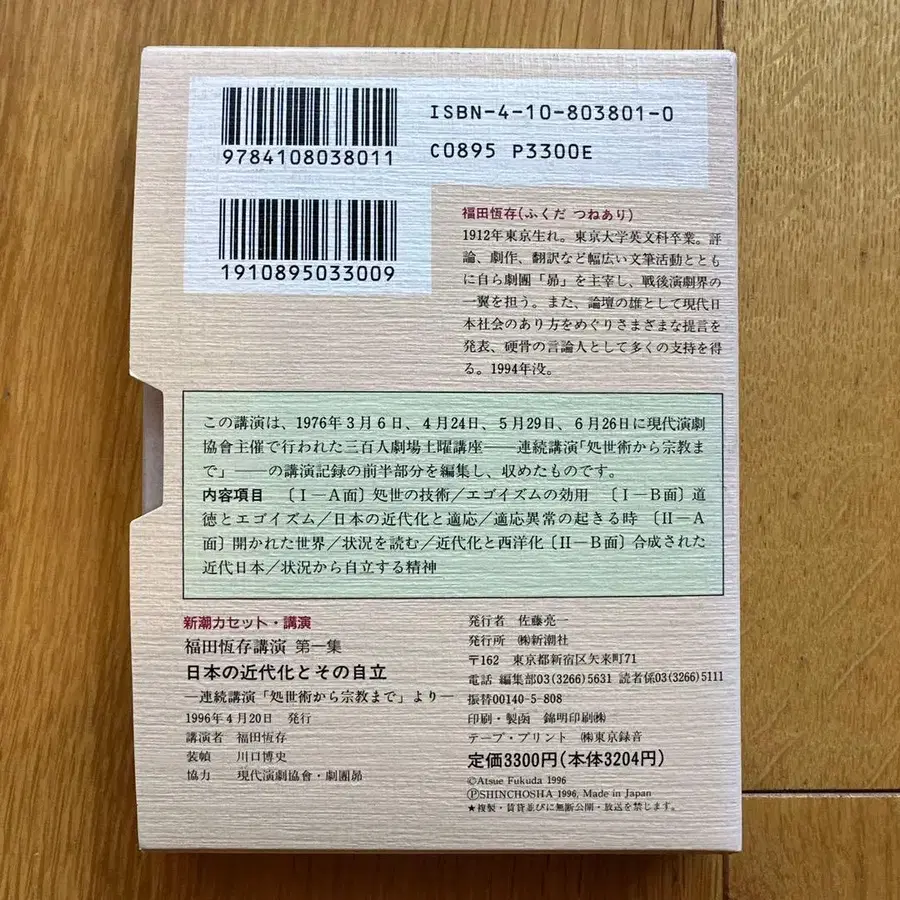 ISBN-4-10-803801-0
9784108038011
C0895 P3300E
1910895033009
福田恆存(ふくだ つねあり)
1912年東京生れ。東京大学英文科卒業。評
論、劇作、翻訳など幅広い文筆活動ととも
に自ら劇團「昴」を主宰し、戦後演劇界の
一翼を担う。また、論壇の雄として現代日
本社会のあり方をめぐりさまざまな提言を
発表、硬骨の言論人として多くの支持を得
る。1994年没。
この講演は、1976年3月6日、4月24日、5月29日、6月26日に現代演劇
協會主催で行われた三百人劇場土曜講座――連続講演「処世術から宗教ま
で」――の講演記録の前半部分を編集し、収めたものです。
内容項目 〔I―A面〕処世の技術/エゴイズムの効用 〔I―B面〕道
徳とエゴイズム/日本の近代化と適応/適応異常の起きる時 〔II―A
面〕開かれた世界/状況を読む/近代化と西洋化〔II―B面〕合成された
近代日本/状況から自立する精神
新潮カセット・講演
福田恆存講演 第一集
日本の近代化とその自立
―連続講演「処世術から宗教まで」より―
1996年4月20日 発行
講演者 福田恆存
装幀 川口博史
協力 現代演劇協會・劇團昴
発行者 佐藤亮一
発行所 ㈱新潮社
〒162 東京都新宿区矢来町71
電話 編集部03(3266)5631 読者係03(3266)5111
振替00140-5-808
印刷・製函 錦明印刷㈱
テープ・プリント ㈱東京録音
定価3300円(本体3204円)
©Atsue Fukuda 1996
ⓅSHINCHOSHA 1996, Made in Japan
★複製・賃貸並びに無断公開・放送を禁じます。